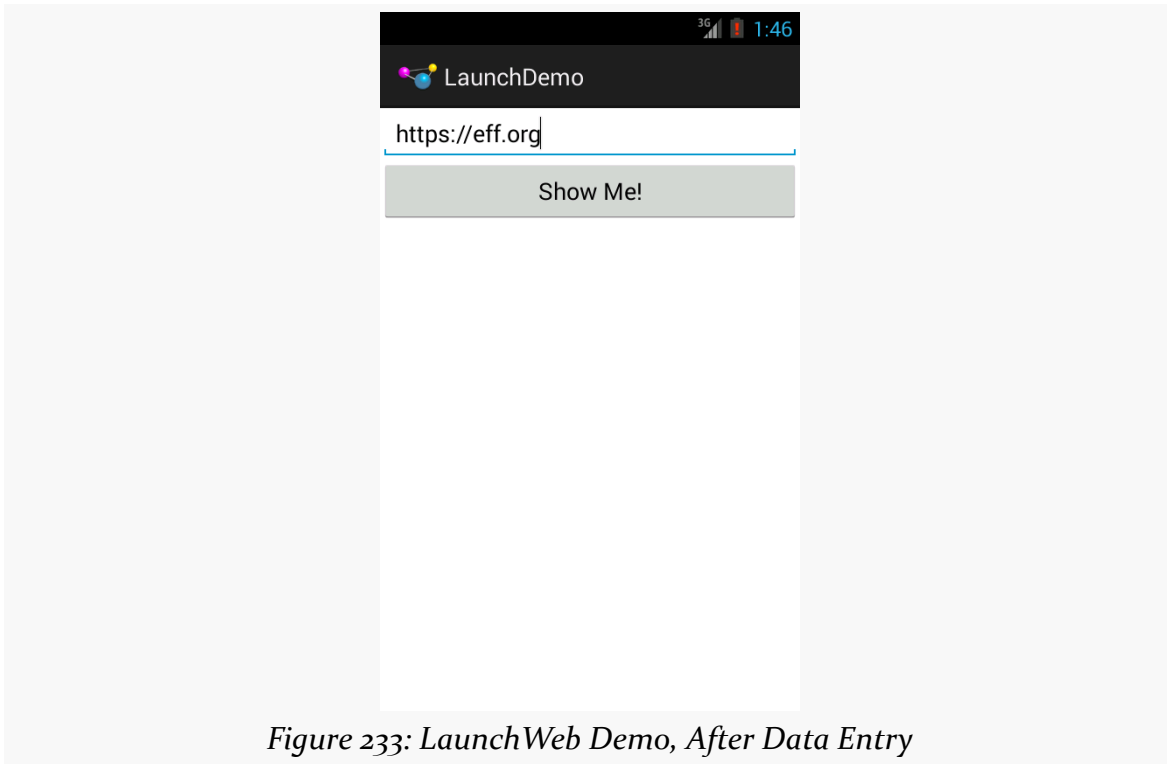 3G 1:46
LaunchDemo
https://eff.org
Show Me!
Figure 233: LaunchWeb Demo, After Data Entry